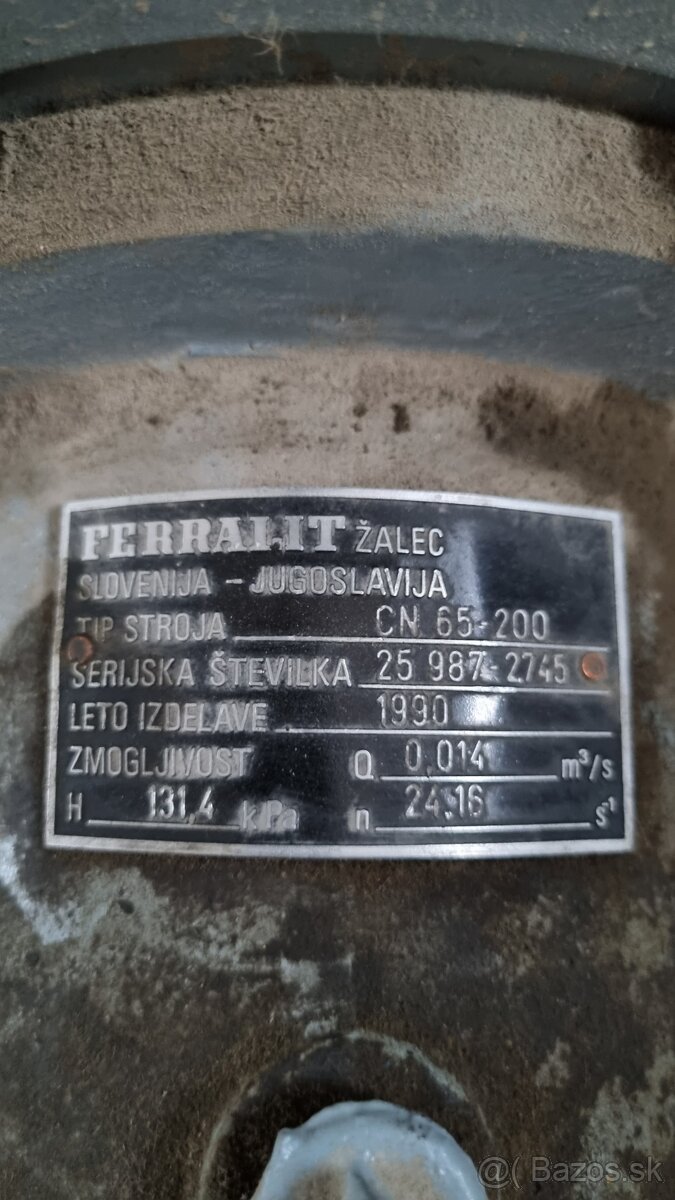 FERRALIT ŽALEC
SLOVENIJA - JUGOSLAVIJA
TIP STROJA CN 65-200
SERIJSKA ŠTEVILKA 25 987-2745
LETO IZDELAVE 1990
ZMOGLJIVOST Q 0,014 m³/s
H 131,4 kPa n 24,16 s⁻¹
@( Bazos.sk